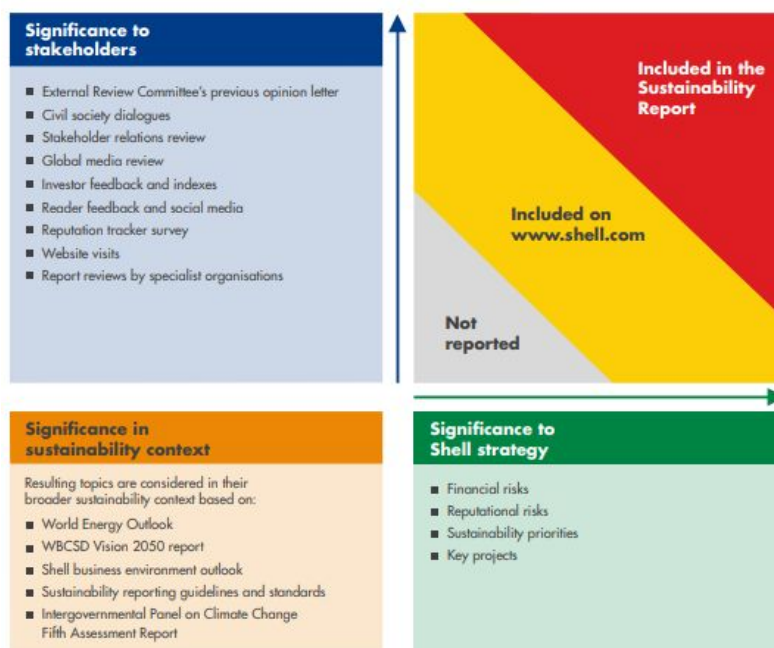 Significance to
stakeholders
External Review Committee's previous opinion letter
Civil society dialogues
Stakeholder relations review
Global media review
Investor feedback and indexes
Reader feedback and social media
Reputation tracker survey
Website visits
Report reviews by specialist organisations
Included in the
Sustainability
Report
Included on
www.shell.com
Not
reported
Significance in
sustainability context
Resulting topics are considered in their
broader sustainability context based on:
World Energy Outlook
WBCSD Vision 2050 report
Shell business environment outlook
Sustainability reporting guidelines and standards
Intergovernmental Panel on Climate Change
Fifth Assessment Report
Significance to
Shell strategy
Financial risks
Reputational risks
Sustainability priorities
Key projects